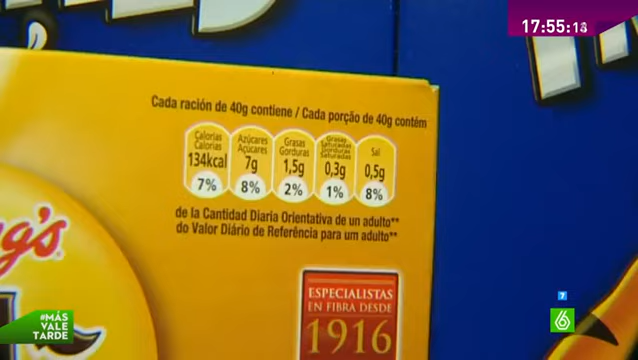 17:55:18
Cada ración de 40g contiene / Cada porção de 40g contém
Calorías
Calorias
134kcal
7%
Azúcares
Açúcares
7g
8%
Grasas
Gorduras
1,5g
2%
Grasas
Saturadas
Gorduras
Saturadas
0,3g
1%
Sal
0,5g
8%
de la Cantidad Diaria Orientativa de un adulto**
do Valor Diário de Referência para um adulto**
ESPECIALISTAS
EN FIBRA DESDE
1916
#MÁS
VALE
TARDE
7
6